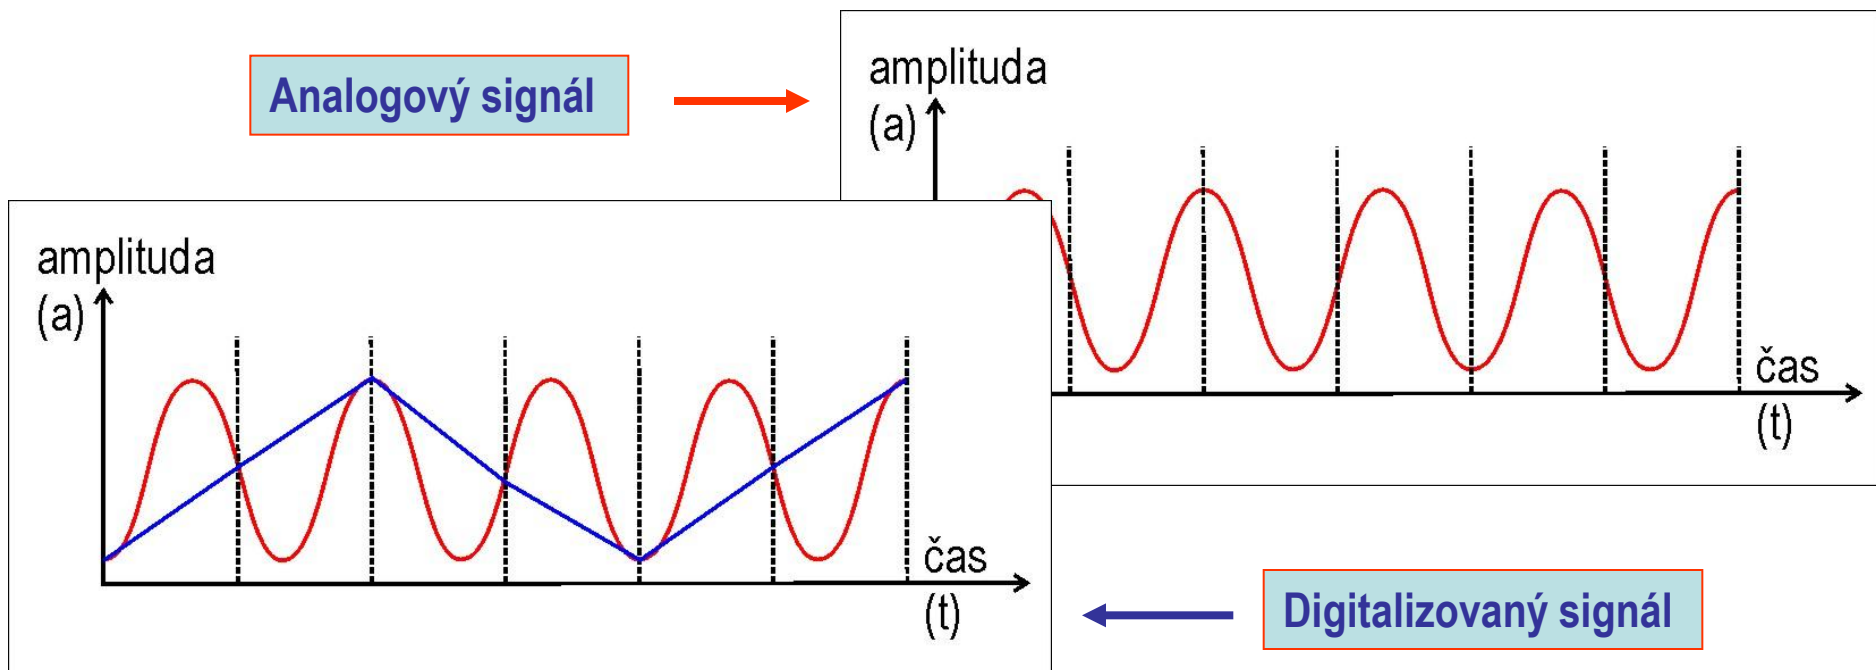 Analogový signál
amplituda
(a)
čas
(t)
amplituda
(a)
čas
(t)
Digitalizovaný signál